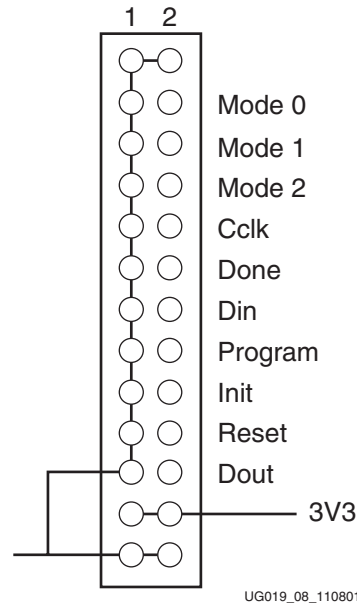 1 2
Mode 0
Mode 1
Mode 2
Cclk
Done
Din
Program
Init
Reset
Dout
3V3
UG019_08_110801